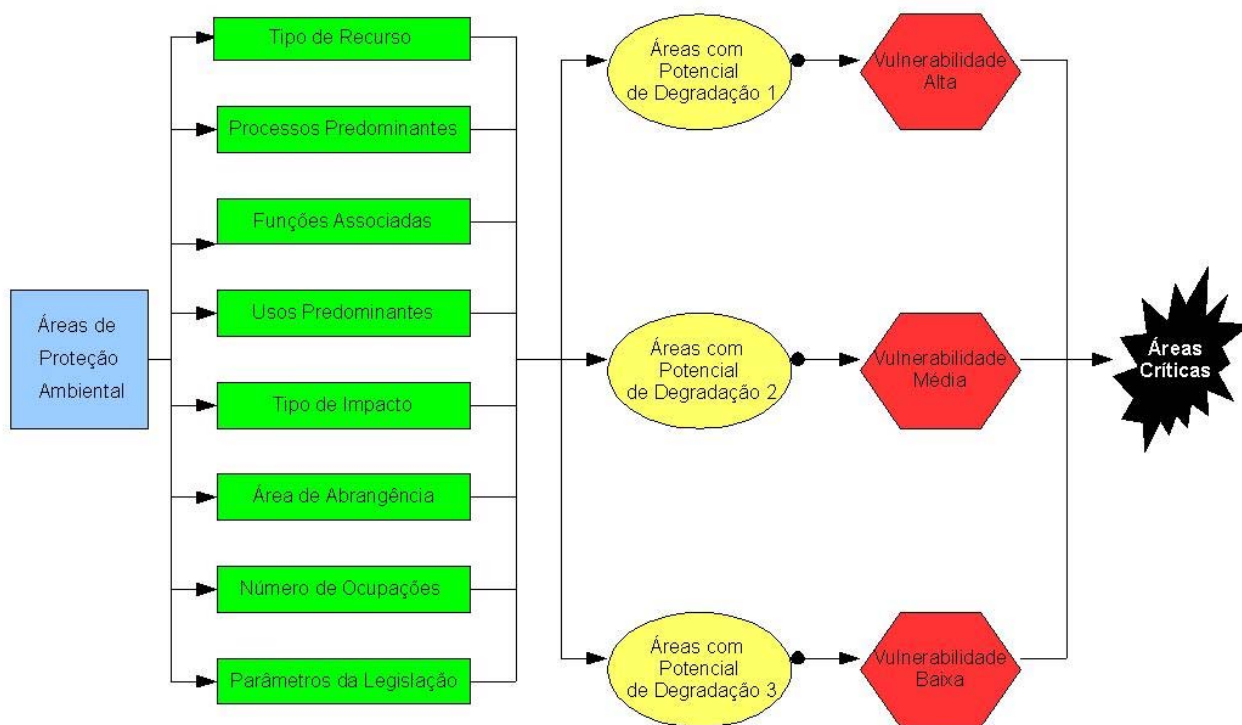 Áreas de
Proteção
Ambiental
Tipo de Recurso
Processos Predominantes
Funções Associadas
Usos Predominantes
Tipo de Impacto
Área de Abrangência
Número de Ocupações
Parâmetros da Legislação
Áreas com
Potencial
de Degradação 1
Áreas com
Potencial
de Degradação 2
Áreas com
Potencial
de Degradação 3
Vulnerabilidade
Alta
Vulnerabilidade
Média
Vulnerabilidade
Baixa
Áreas
Críticas